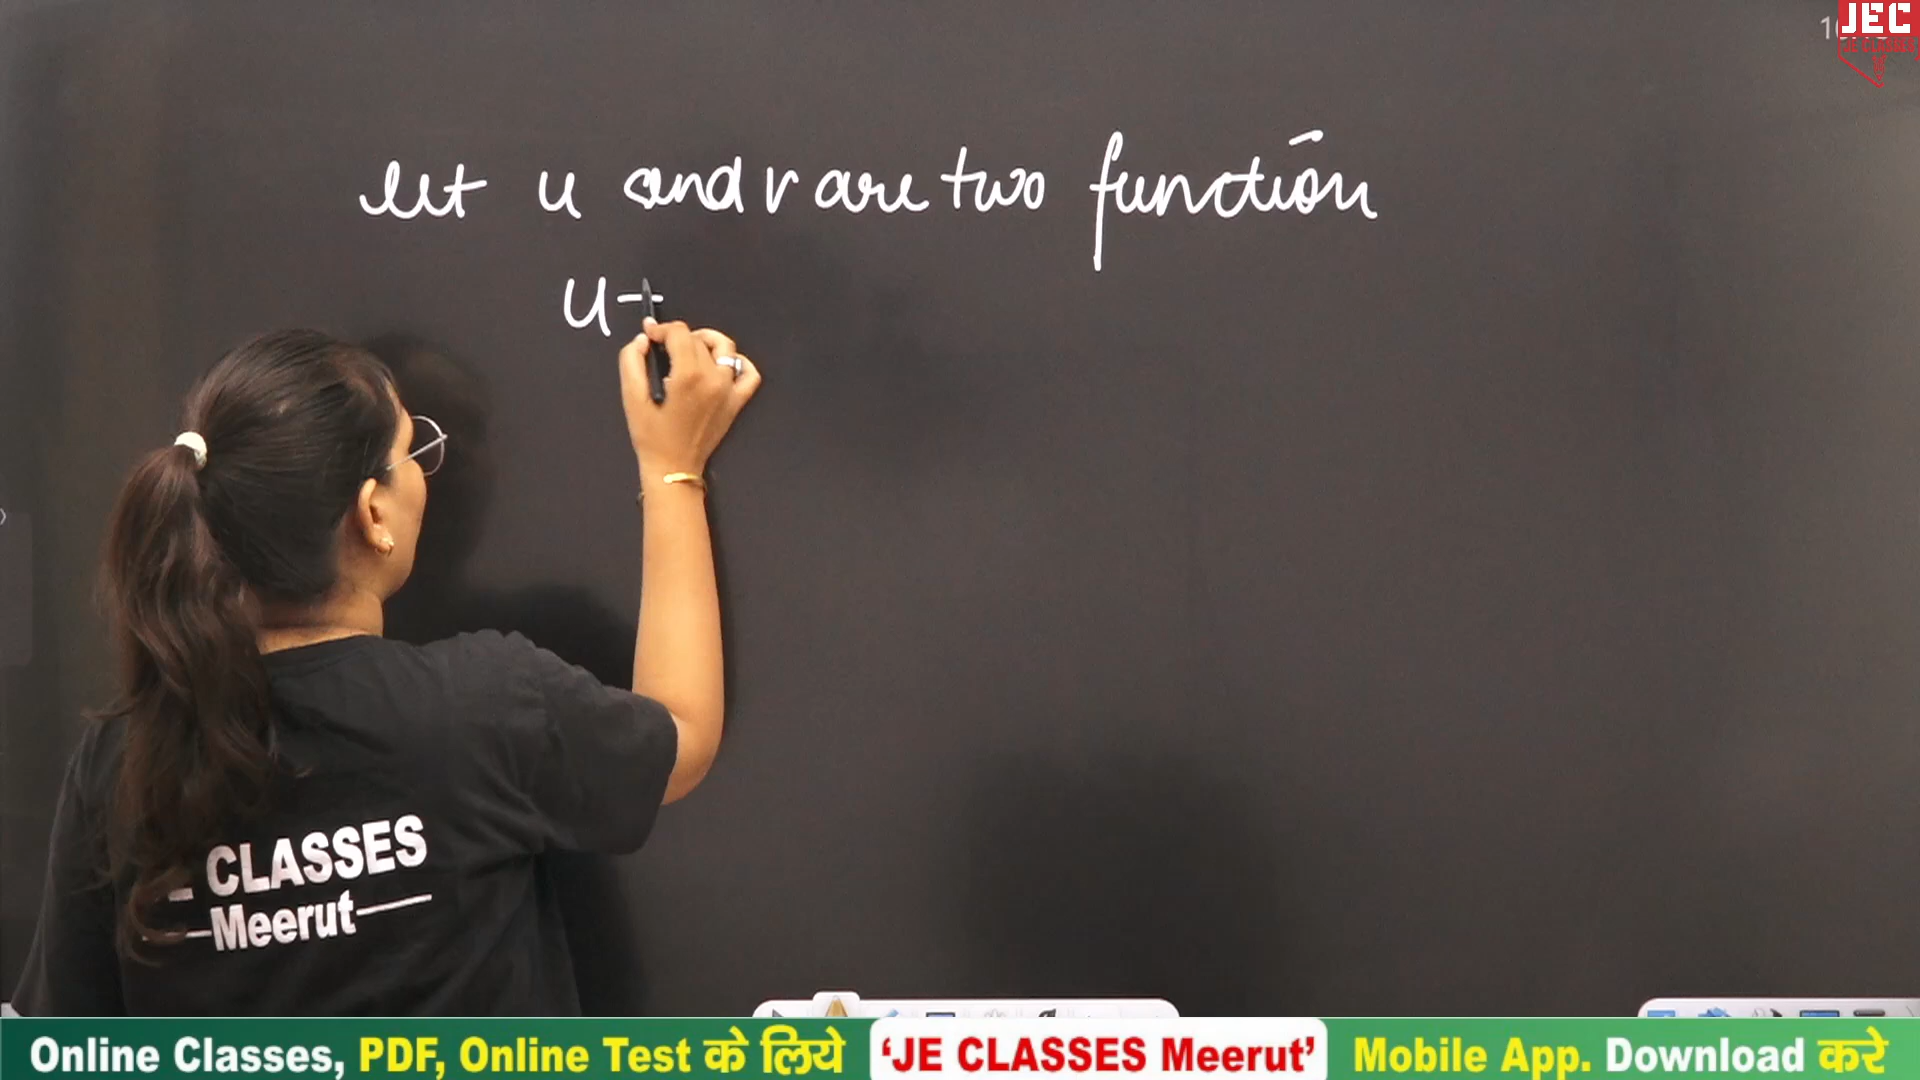 JEC
JE CLASSES
let u and v are two function
u
E CLASSES
Meerut
Online Classes, PDF, Online Test के लिये 'JE CLASSES Meerut' Mobile App. Download करे